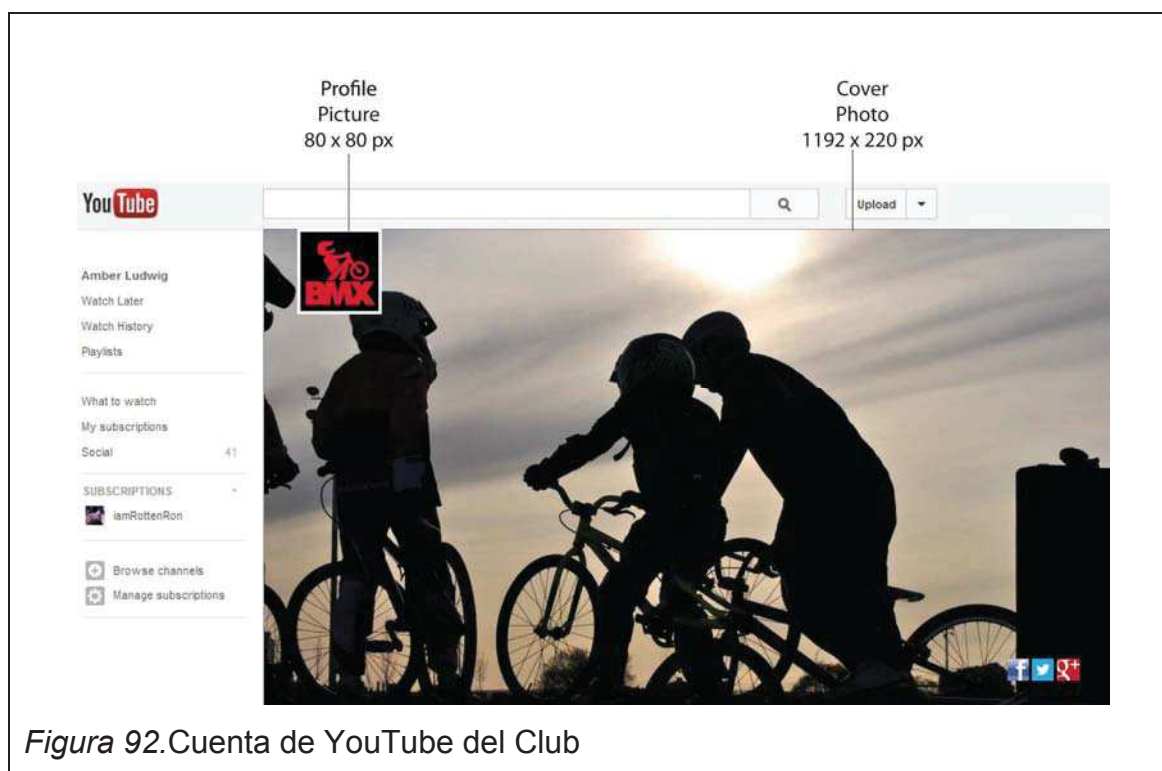 Profile
Picture
80 x 80 px
Cover
Photo
1192 x 220 px
YouTube
Upload
BMX
Amber Ludwig
Watch Later
Watch History
Playlists
What to watch
My subscriptions
Social 41
SUBSCRIPTIONS
iamRottenRon
Browse channels
Manage subscriptions
f g+
Figura 92.Cuenta de YouTube del Club